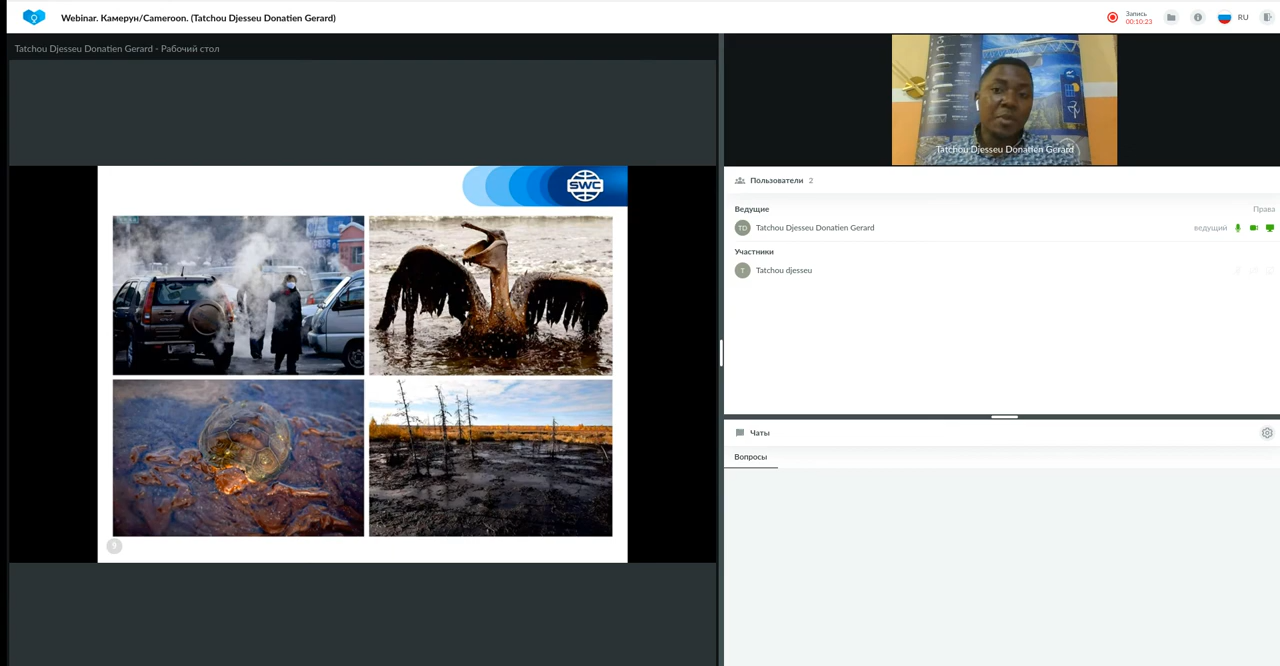 Webinar. Камерун/Cameroon. (Tatchou Djesseu Donatien Gerard)
Запись
00:10:23
RU
Tatchou Djesseu Donatien Gerard - Рабочий стол
SWC
9
Tatchou Djesseu Donatien Gerard
Пользователи 2
Ведущие
Права
TD
Tatchou Djesseu Donatien Gerard
ведущий
Участники
T
Tatchou djesseu
Чаты
Вопросы